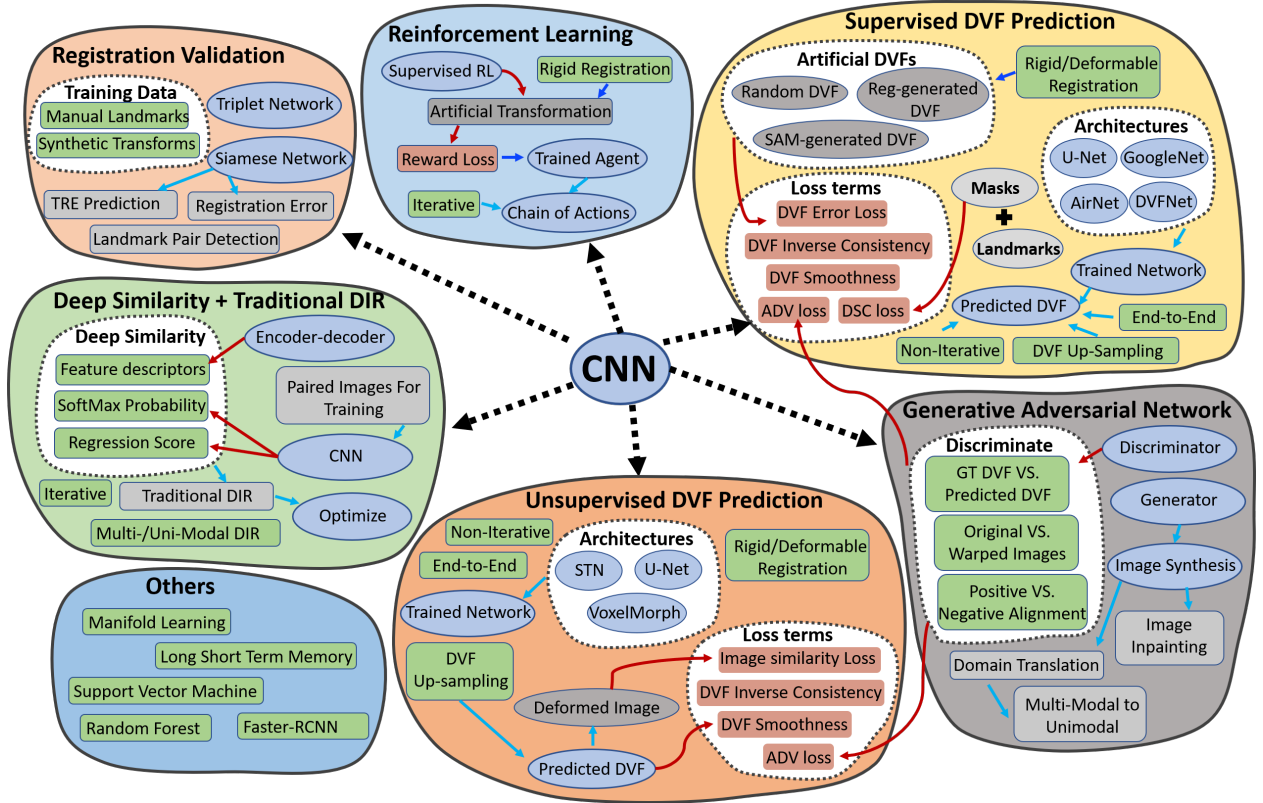 Registration Validation
Training Data
Manual Landmarks
Synthetic Transforms
Triplet Network
Siamese Network
TRE Prediction
Registration Error
Landmark Pair Detection
Reinforcement Learning
Supervised RL
Rigid Registration
Artificial Transformation
Reward Loss
Trained Agent
Iterative
Chain of Actions
Supervised DVF Prediction
Artificial DVFs
Random DVF
Reg-generated
DVF
SAM-generated DVF
Rigid/Deformable
Registration
Architectures
U-Net
GoogleNet
AirNet
DVFNet
Loss terms
DVF Error Loss
DVF Inverse Consistency
DVF Smoothness
ADV loss
DSC loss
Masks
+
Landmarks
Trained Network
Predicted DVF
End-to-End
Non-Iterative
DVF Up-Sampling
CNN
Deep Similarity + Traditional DIR
Deep Similarity
Feature descriptors
SoftMax Probability
Regression Score
Encoder-decoder
Paired Images For
Training
CNN
Iterative
Traditional DIR
Optimize
Multi-/Uni-Modal DIR
Generative Adversarial Network
Discriminate
GT DVF VS.
Predicted DVF
Original VS.
Warped Images
Positive VS.
Negative Alignment
Discriminator
Generator
Image Synthesis
Image
Inpainting
Domain Translation
Multi-Modal to
Unimodal
Unsupervised DVF Prediction
Non-Iterative
End-to-End
Trained Network
Architectures
STN
U-Net
VoxelMorph
Rigid/Deformable
Registration
DVF
Up-sampling
Deformed Image
Predicted DVF
Loss terms
Image similarity Loss
DVF Inverse Consistency
DVF Smoothness
ADV loss
Others
Manifold Learning
Long Short Term Memory
Support Vector Machine
Random Forest
Faster-RCNN